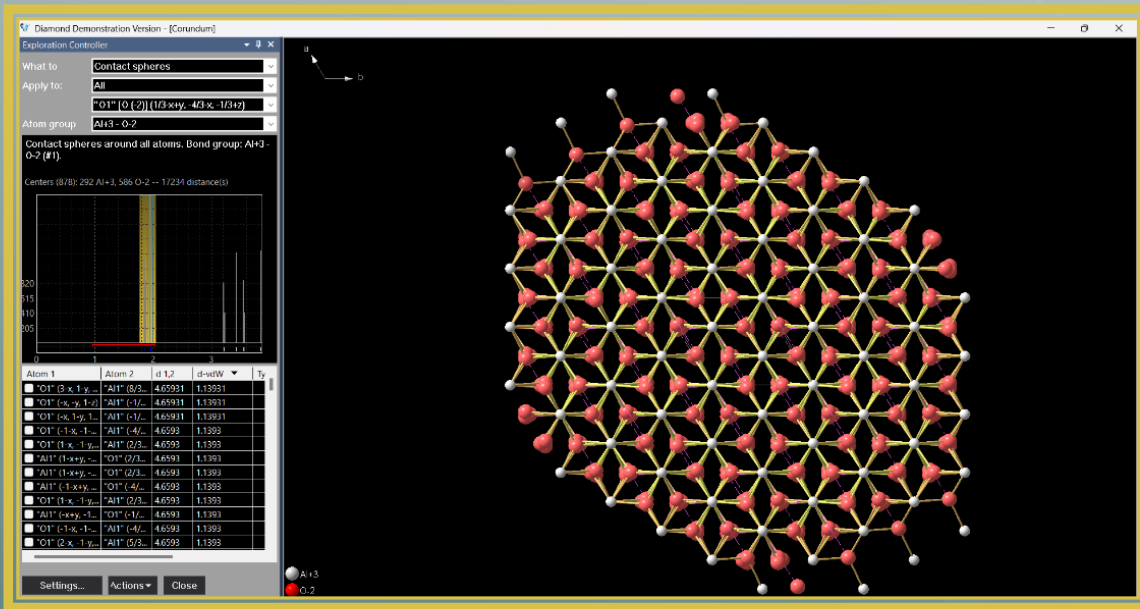 Diamond Demonstration Version - [Corundum]
Exploration Controller
What to
Contact spheres
Apply to:
All
"O1" [O (-2)] (1/3-x+y, -4/3-x, -1/3+z)
Atom group
Al+3 - O-2
Contact spheres around all atoms. Bond group: Al+3 -
O-2 (#1).
Centers (878): 292 Al+3, 586 O-2 -- 17234 distance(s)
820
615
410
205
0 1 2 3
Atom 1 Atom 2 d 1,2 d-vdW Ty
"O1" (3-x, 1-y, ... "Al1" (8/3... 4.65931 1.13931
"O1" (-x, -y, 1-z) "Al1" (-1/... 4.65931 1.13931
"O1" (-x, 1-y, 1... "Al1" (-1/... 4.65931 1.13931
"O1" (-1-x, -1-... "Al1" (-4/... 4.6593 1.1393
"O1" (1-x, -1-y,... "Al1" (2/3... 4.6593 1.1393
"Al1" (1-x+y, -... "O1" (2/3... 4.6593 1.1393
"Al1" (1-x+y, -... "O1" (2/3... 4.6593 1.1393
"Al1" (-1-x+y, ... "O1" (-4/... 4.6593 1.1393
"O1" (1-x, -1-y,... "Al1" (2/3... 4.6593 1.1393
"Al1" (-x+y, -1... "O1" (-1/... 4.6593 1.1393
"O1" (-1-x, -1-... "Al1" (-4/... 4.6593 1.1393
"O1" (2-x, -1-y,... "Al1" (5/3... 4.6593 1.1393
Settings... Actions Close
a
b
Al+3
O-2